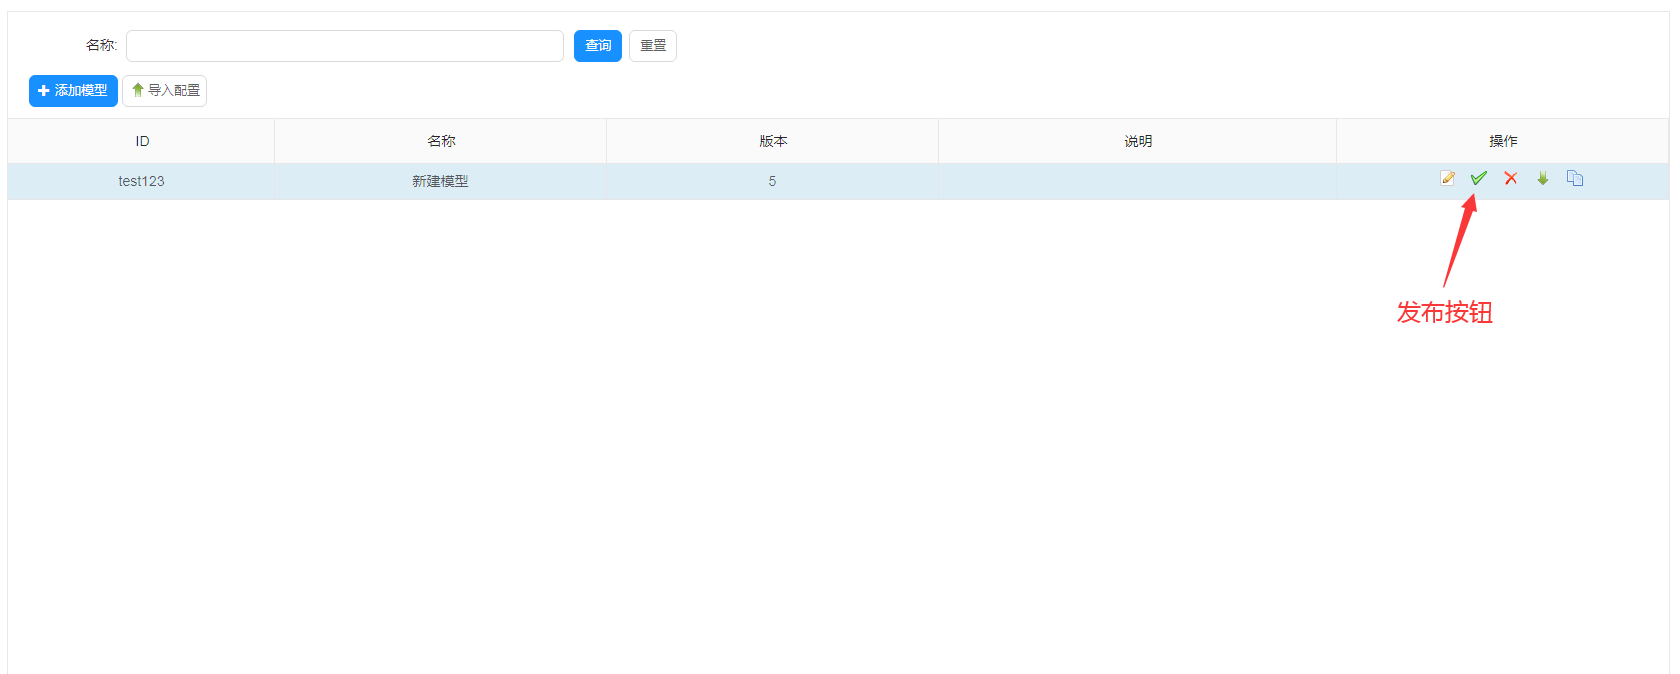 名称: 查询 重置
添加模型 导入配置
ID 名称 版本 说明 操作
test123 新建模型 5
发布按钮